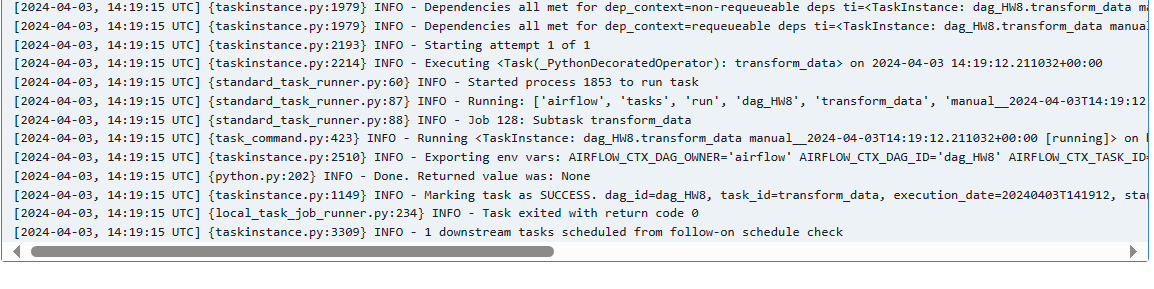 [2024-04-03, 14:19:15 UTC] {taskinstance.py:1979} INFO - Dependencies all met for dep_context=non-requeueable deps ti=<TaskInstance: dag_HW8.transform_data
[2024-04-03, 14:19:15 UTC] {taskinstance.py:1979} INFO - Dependencies all met for dep_context=requeueable deps ti=<TaskInstance: dag_HW8.transform_data manua
[2024-04-03, 14:19:15 UTC] {taskinstance.py:2193} INFO - Starting attempt 1 of 1
[2024-04-03, 14:19:15 UTC] {taskinstance.py:2214} INFO - Executing <Task(_PythonDecoratedOperator): transform_data> on 2024-04-03 14:19:12.211032+00:00
[2024-04-03, 14:19:15 UTC] {standard_task_runner.py:60} INFO - Started process 1853 to run task
[2024-04-03, 14:19:15 UTC] {standard_task_runner.py:87} INFO - Running: ['airflow', 'tasks', 'run', 'dag_HW8', 'transform_data', 'manual__2024-04-03T14:19:12
[2024-04-03, 14:19:15 UTC] {standard_task_runner.py:88} INFO - Job 128: Subtask transform_data
[2024-04-03, 14:19:15 UTC] {task_command.py:423} INFO - Running <TaskInstance: dag_HW8.transform_data manual__2024-04-03T14:19:12.211032+00:00 [running]> on
[2024-04-03, 14:19:15 UTC] {taskinstance.py:2510} INFO - Exporting env vars: AIRFLOW_CTX_DAG_OWNER='airflow' AIRFLOW_CTX_DAG_ID='dag_HW8' AIRFLOW_CTX_TASK_ID=
[2024-04-03, 14:19:15 UTC] {python.py:202} INFO - Done. Returned value was: None
[2024-04-03, 14:19:15 UTC] {taskinstance.py:1149} INFO - Marking task as SUCCESS. dag_id=dag_HW8, task_id=transform_data, execution_date=20240403T141912, sta
[2024-04-03, 14:19:15 UTC] {local_task_job_runner.py:234} INFO - Task exited with return code 0
[2024-04-03, 14:19:15 UTC] {taskinstance.py:3309} INFO - 1 downstream tasks scheduled from follow-on schedule check